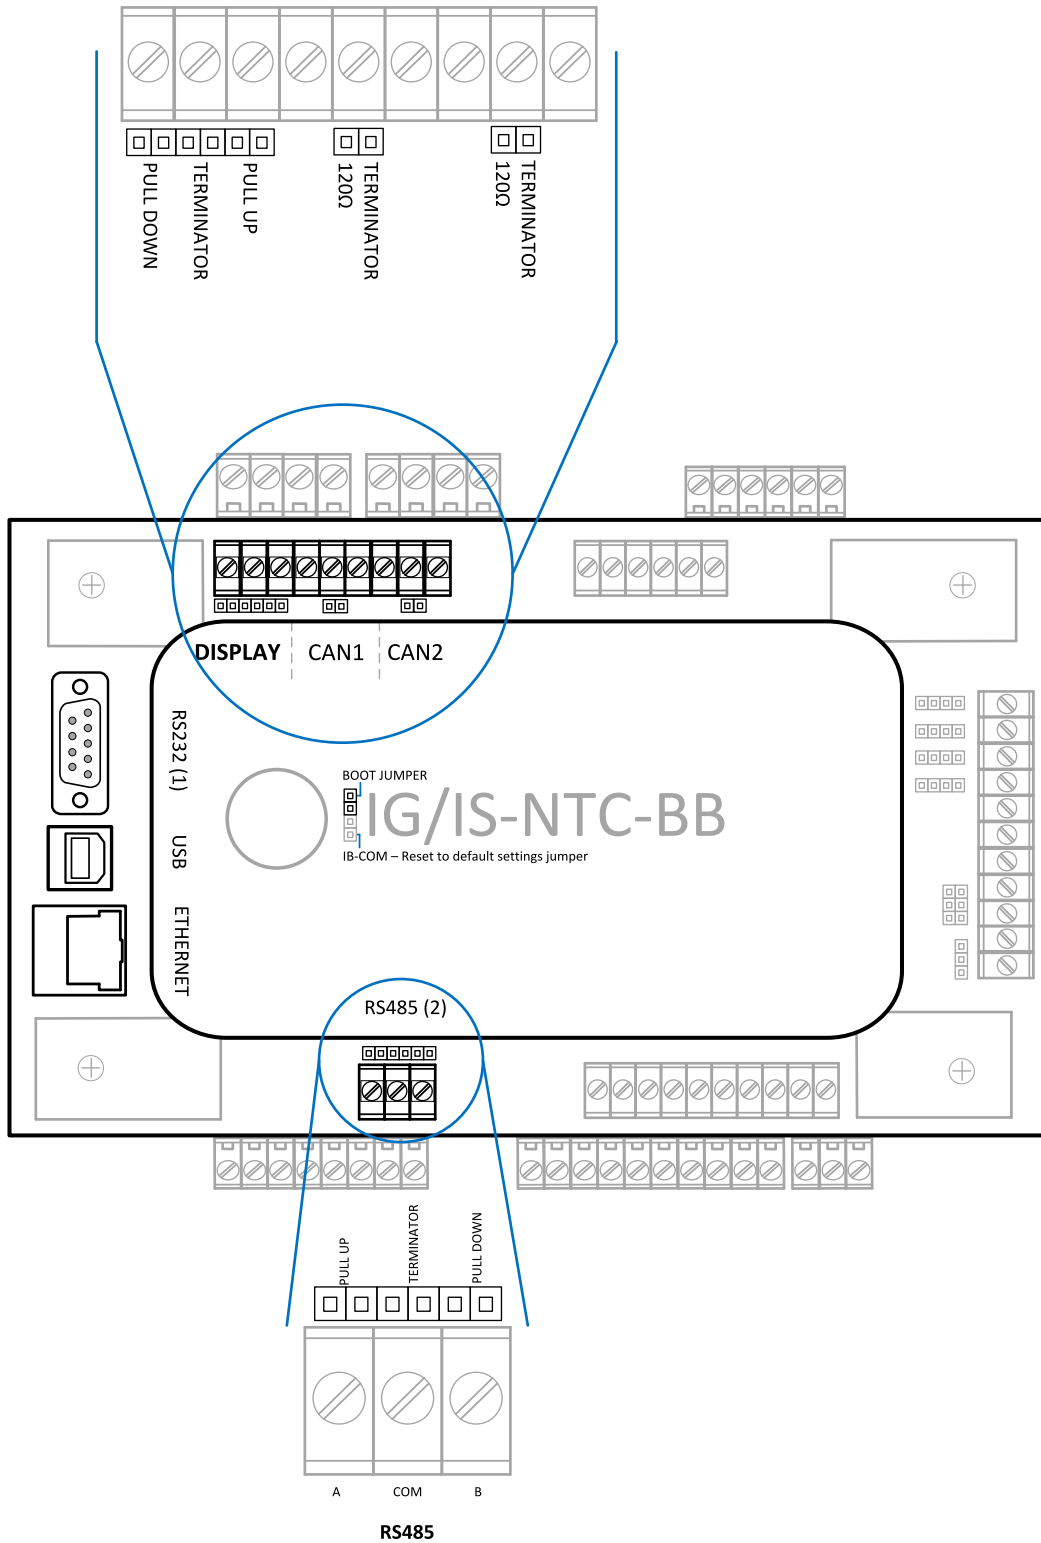 PULL DOWN
TERMINATOR
PULL UP
120Ω
TERMINATOR
120Ω
TERMINATOR
DISPLAY
CAN1
CAN2
RS232 (1)
USB
ETHERNET
BOOT JUMPER
IG/IS-NTC-BB
IB-COM – Reset to default settings jumper
RS485 (2)
PULL UP
TERMINATOR
PULL DOWN
A
COM
B
RS485